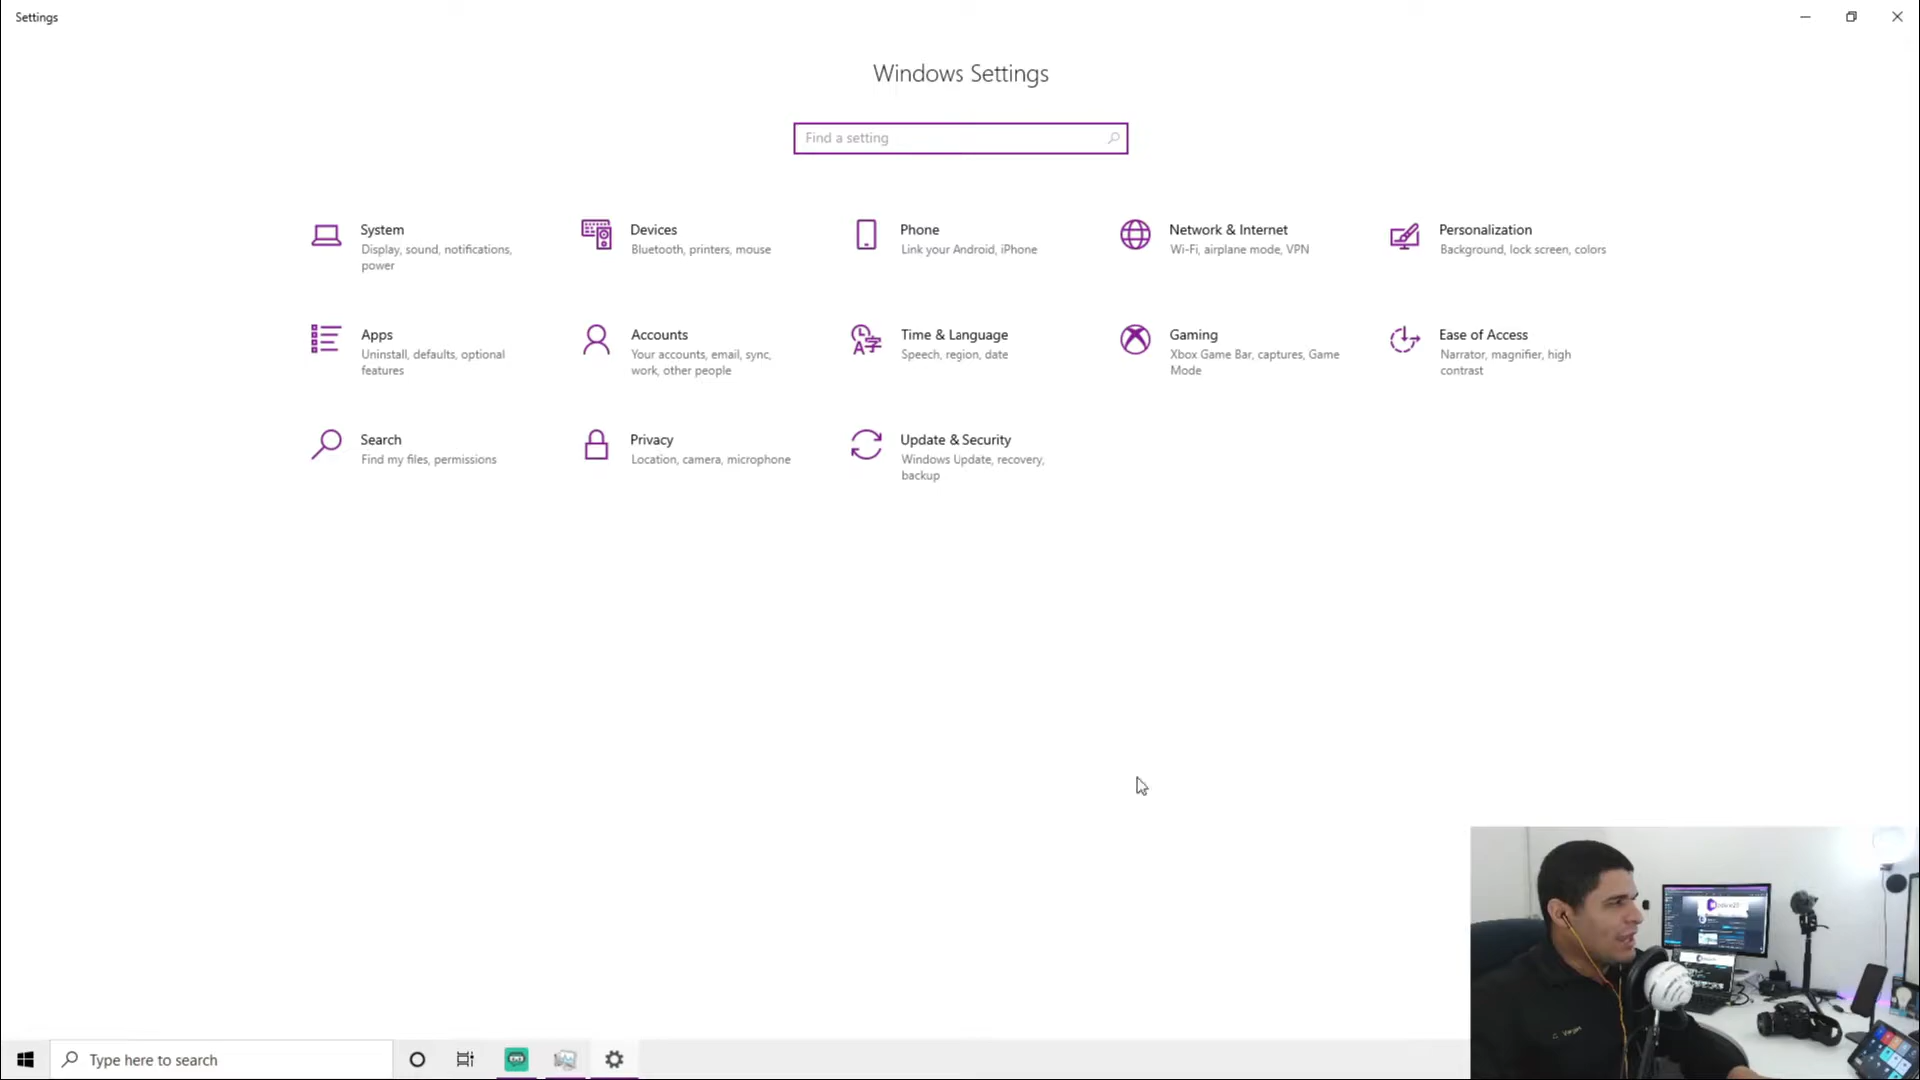 Settings
Windows Settings
Find a setting
System
Display, sound, notifications,
power
Devices
Bluetooth, printers, mouse
Phone
Link your Android, iPhone
Network & Internet
Wi-Fi, airplane mode, VPN
Personalization
Background, lock screen, colors
Apps
Uninstall, defaults, optional
features
Accounts
Your accounts, email, sync,
work, other people
Time & Language
Speech, region, date
Gaming
Xbox Game Bar, captures, Game
Mode
Ease of Access
Narrator, magnifier, high
contrast
Search
Find my files, permissions
Privacy
Location, camera, microphone
Update & Security
Windows Update, recovery,
backup
Type here to search